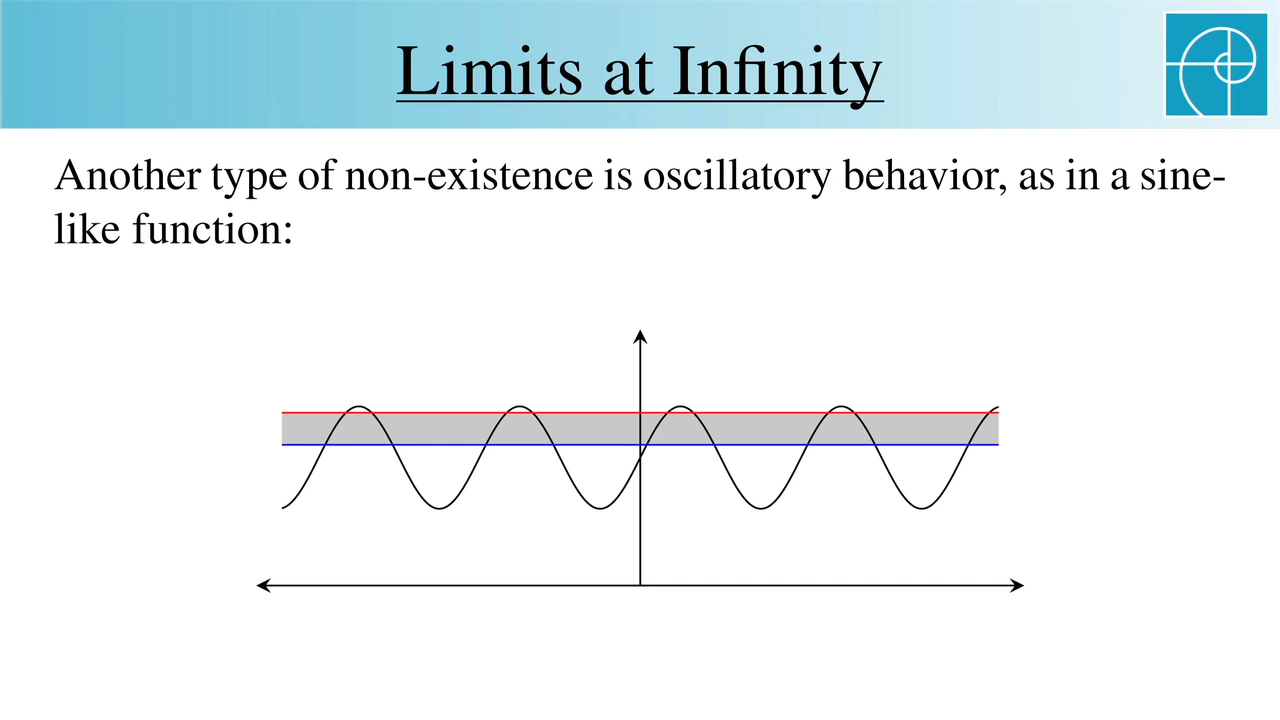 Limits at Infinity
Another type of non-existence is oscillatory behavior, as in a sine-
like function: